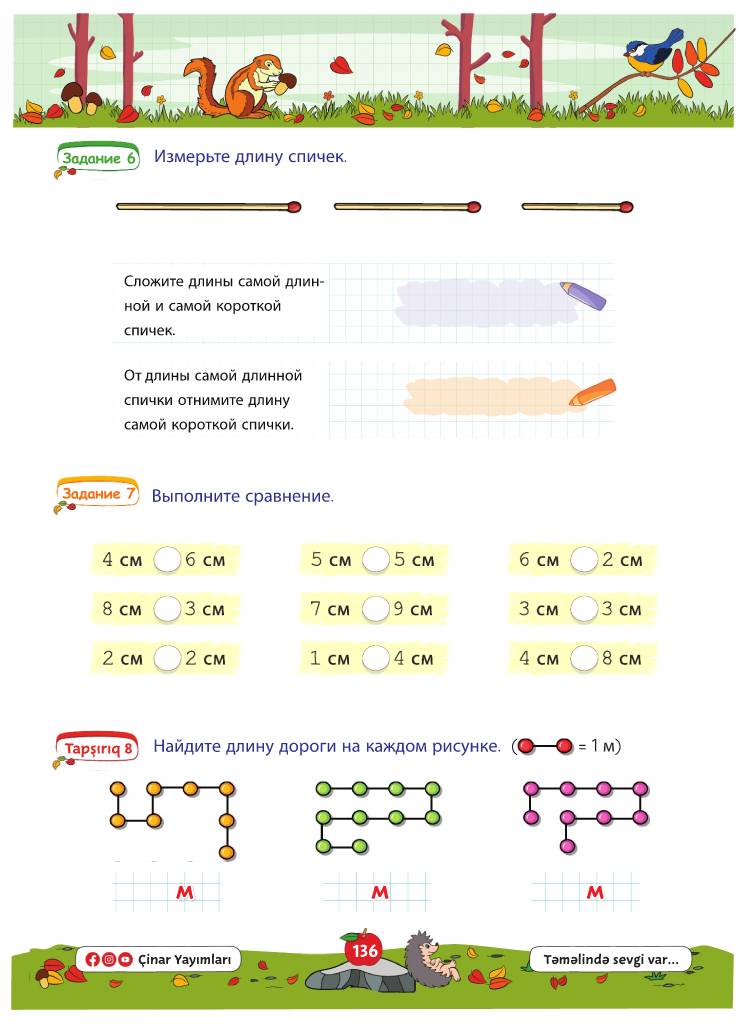 Задание 6 Измерьте длину спичек.
Сложите длины самой длин-
ной и самой короткой
спичек.
От длины самой длинной
спички отнимите длину
самой короткой спички.
Задание 7 Выполните сравнение.
4 см 6 см 5 см 5 см 6 см 2 см
8 см 3 см 7 см 9 см 3 см 3 см
2 см 2 см 1 см 4 см 4 см 8 см
Tapşırıq 8 Найдите длину дороги на каждом рисунке. ( = 1 м)
м м м
Çinar Yayımları 136 Təməlində sevgi var...